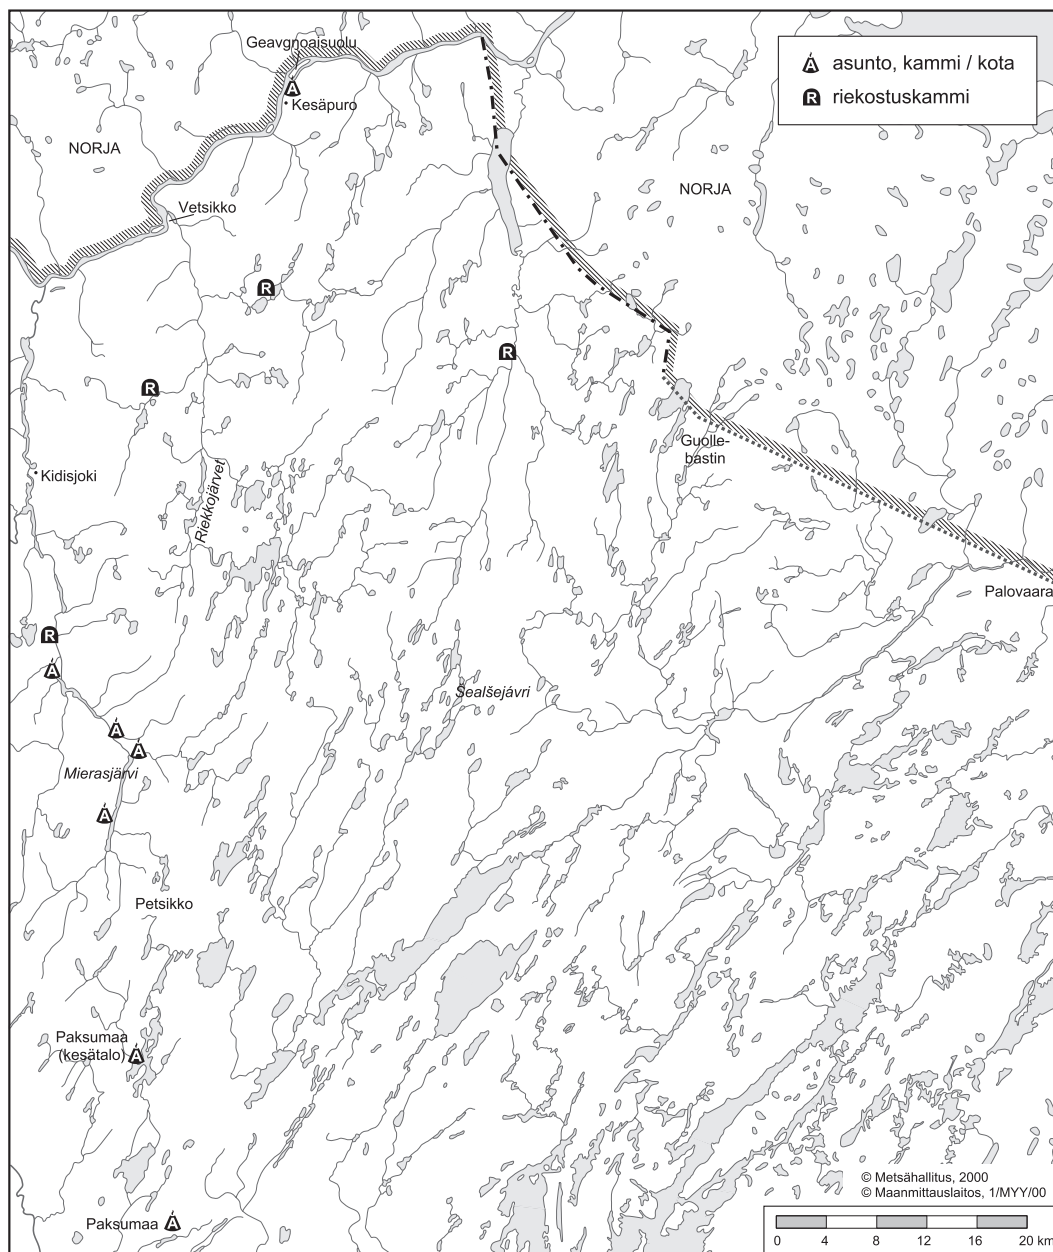 Geavgnoaisuolu
A
Kesäpuro
A asunto, kammi / kota
R riekostuskammi
NORJA
NORJA
Vetsikko
R
R
R
Guolle-
bastin
Kidisjoki
Riekkojärvet
Palovaara
R
A
Šealšejávri
A
A
Mierasjärvi
A
Petsikko
Paksumaa
(kesätalo) A
Paksumaa A
© Metsähallitus, 2000
© Maanmittauslaitos, 1/MYY/00
0 4 8 12 16 20 km